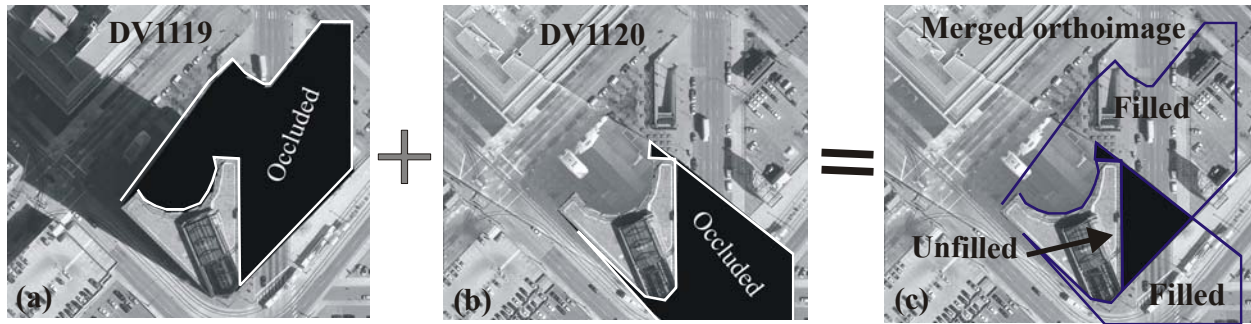 DV1119
Occluded
(a)
+
DV1120
Occluded
(b)
=
Merged orthoimage
Filled
Unfilled
Filled
(c)